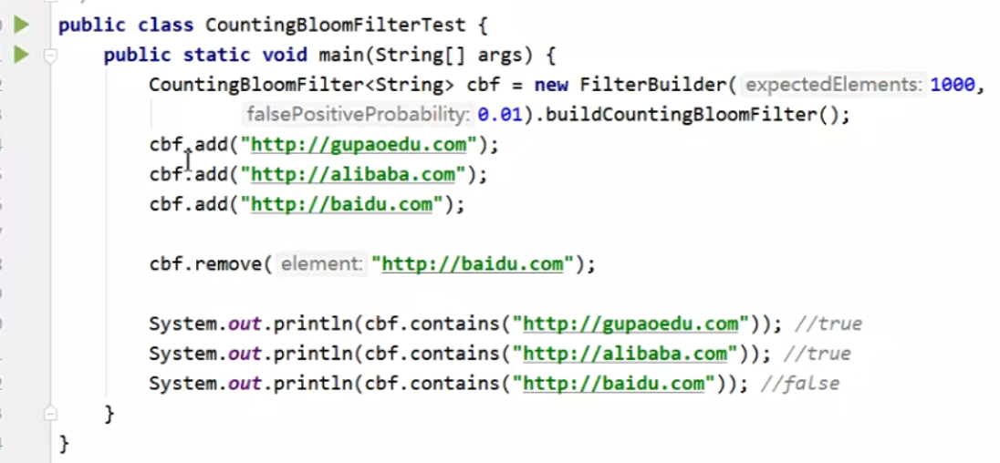 public class CountingBloomFilterTest {
public static void main(String[] args) {
CountingBloomFilter<String> cbf = new FilterBuilder( expectedElements: 1000,
falsePositiveProbability: 0.01).buildCountingBloomFilter();
cbf.add("http://gupaoedu.com");
cbf.add("http://alibaba.com");
cbf.add("http://baidu.com");
cbf.remove( element: "http://baidu.com");
System.out.println(cbf.contains("http://gupaoedu.com")); //true
System.out.println(cbf.contains("http://alibaba.com")); //true
System.out.println(cbf.contains("http://baidu.com")); //false
}
}